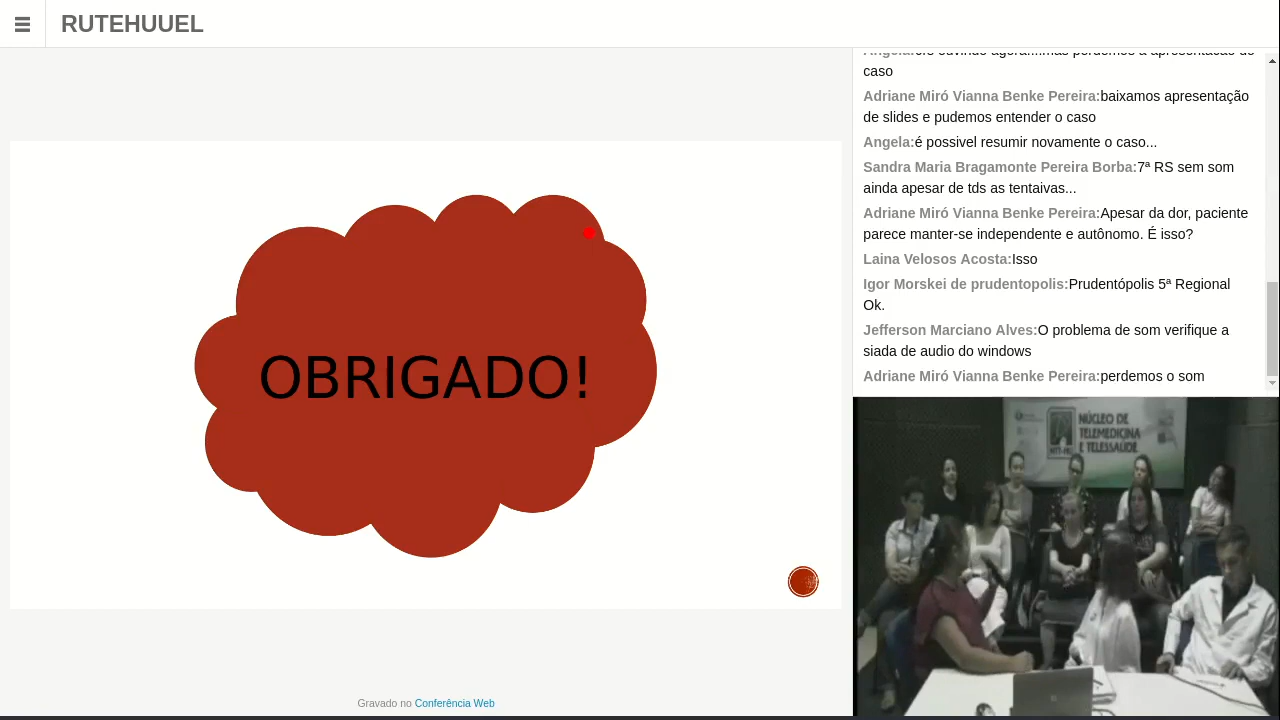 RUTEHUUEL
OBRIGADO!
Gravado no Conferência Web
caso
Adriane Miró Vianna Benke Pereira:baixamos apresentação
de slides e pudemos entender o caso
Angela:é possivel resumir novamente o caso...
Sandra Maria Bragamonte Pereira Borba:7ª RS sem som
ainda apesar de tds as tentaivas...
Adriane Miró Vianna Benke Pereira:Apesar da dor, paciente
parece manter-se independente e autônomo. É isso?
Laina Velosos Acosta:Isso
Igor Morskei de prudentopolis:Prudentópolis 5ª Regional
Ok.
Jefferson Marciano Alves:O problema de som verifique a
siada de audio do windows
Adriane Miró Vianna Benke Pereira:perdemos o som
NÚCLEO DE
TELEMEDICINA
E TELESSAÚDE